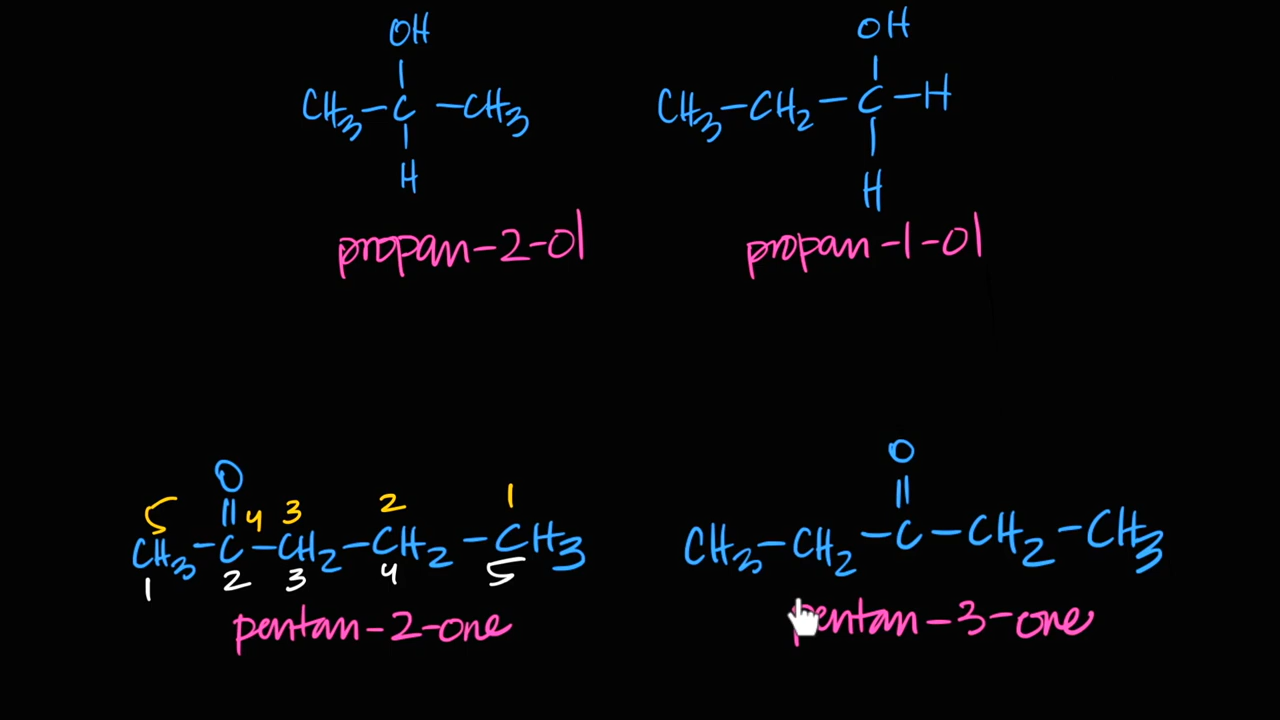 OH
CH3-C-CH3
H
propan-2-ol
OH
CH3-CH2-C-H
H
propan-1-ol
O
5 4 3 2 1
CH3-C-CH2-CH2-CH3
1 2 3 4 5
pentan-2-one
O
CH3-CH2-C-CH2-CH3
pentan-3-one